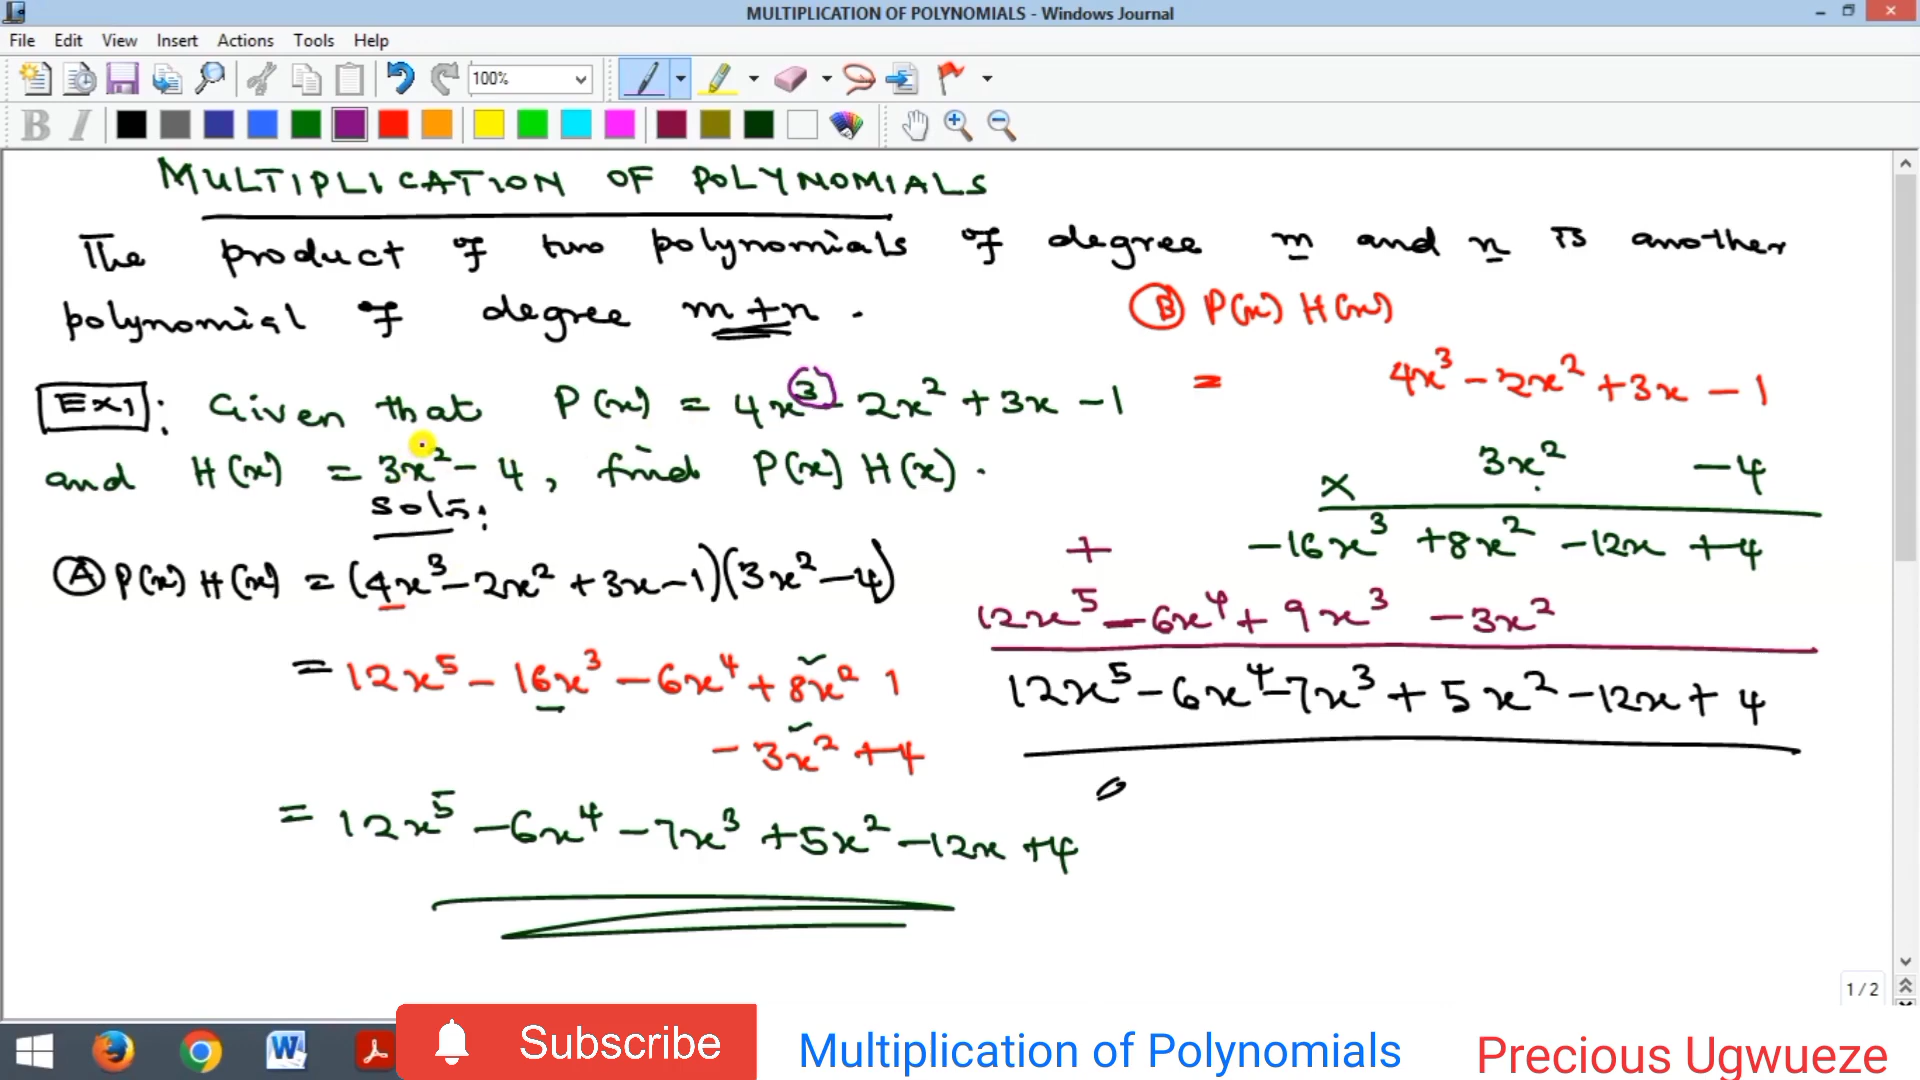 MULTIPLICATION OF POLYNOMIALS - Windows Journal
File Edit View Insert Actions Tools Help
100%
B I
MULTIPLICATION OF POLYNOMIALS
The product of two polynomials of degree m and n is another
polynomial of degree m+n.
Ex1: Given that P(x) = 4x³ - 2x² + 3x - 1
and H(x) = 3x² - 4, find P(x) H(x).
Soln:
(A) P(x) H(x) = (4x³ - 2x² + 3x - 1)(3x² - 4)
= 12x⁵ - 16x³ - 6x⁴ + 8x² 1
- 3x² + 4
= 12x⁵ - 6x⁴ - 7x³ + 5x² - 12x + 4
(B) P(x) H(x)
= 4x³ - 2x² + 3x - 1
× 3x² - 4
+ -16x³ + 8x² - 12x + 4
12x⁵ - 6x⁴ + 9x³ - 3x²
12x⁵ - 6x⁴ - 7x³ + 5x² - 12x + 4
1 / 2
Subscribe
Multiplication of Polynomials
Precious Ugwueze